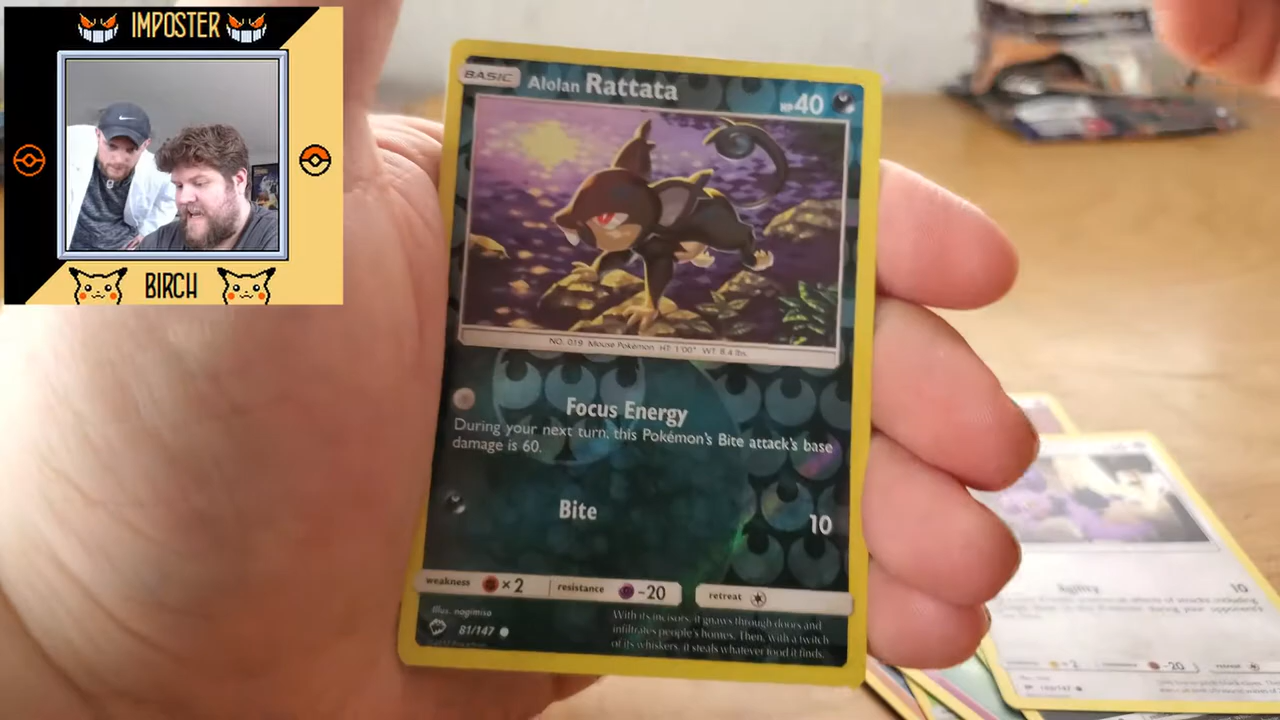 IMPOSTER
BIRCH
BASIC Alolan Rattata HP40
NO. 019 Mouse Pokémon HT: 1'00" WT: 8.4 lbs.
Focus Energy
During your next turn, this Pokémon's Bite attack's base
damage is 60.
Bite 10
weakness ×2 resistance -20 retreat
Illus. nagimiso
81/147
With its incisors, it gnaws through doors and
infiltrates people's homes. Then, with a twitch
of its whiskers, it steals whatever food it finds.
Agility 10
×2 -20